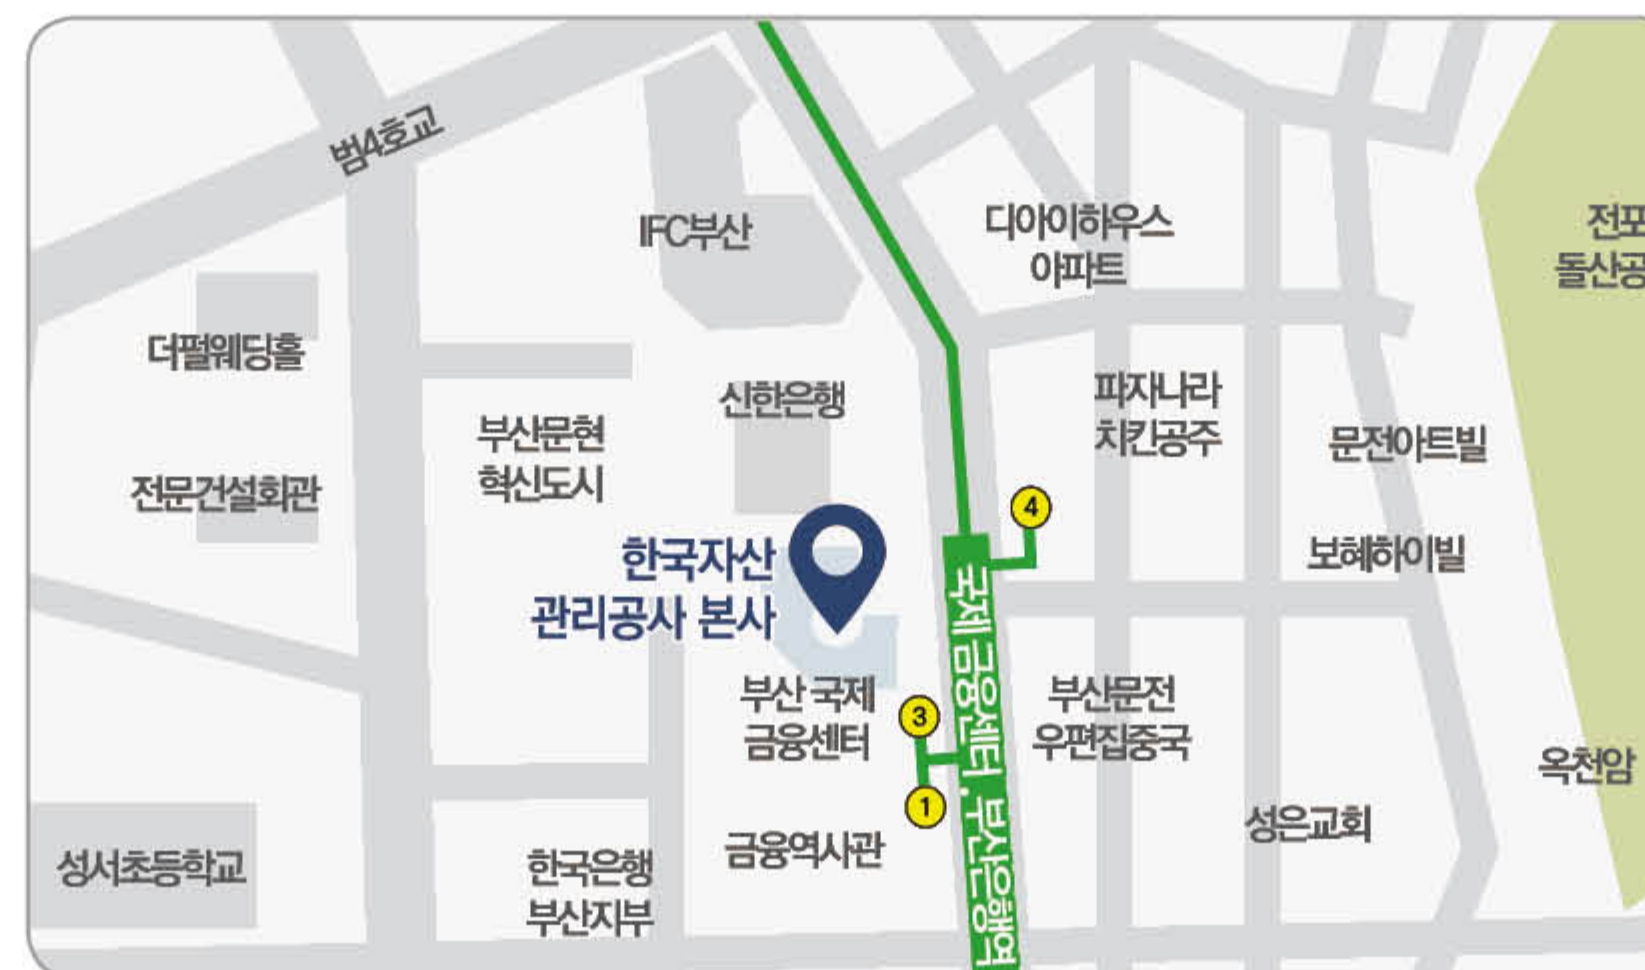 범4호교
IFC부산
디아이하우스
아파트
전포
돌산공
더펄웨딩홀
신한은행
파자나라
치킨공주
부산문현
혁신도시
문전아트빌
전문건설회관
4
한국자산
관리공사 본사
보혜하이빌
국제금융센터.부산은행역
부산 국제
금융센터
3
부산문전
우편집중국
1
옥천암
성은교회
금융역사관
성서초등학교
한국은행
부산지부